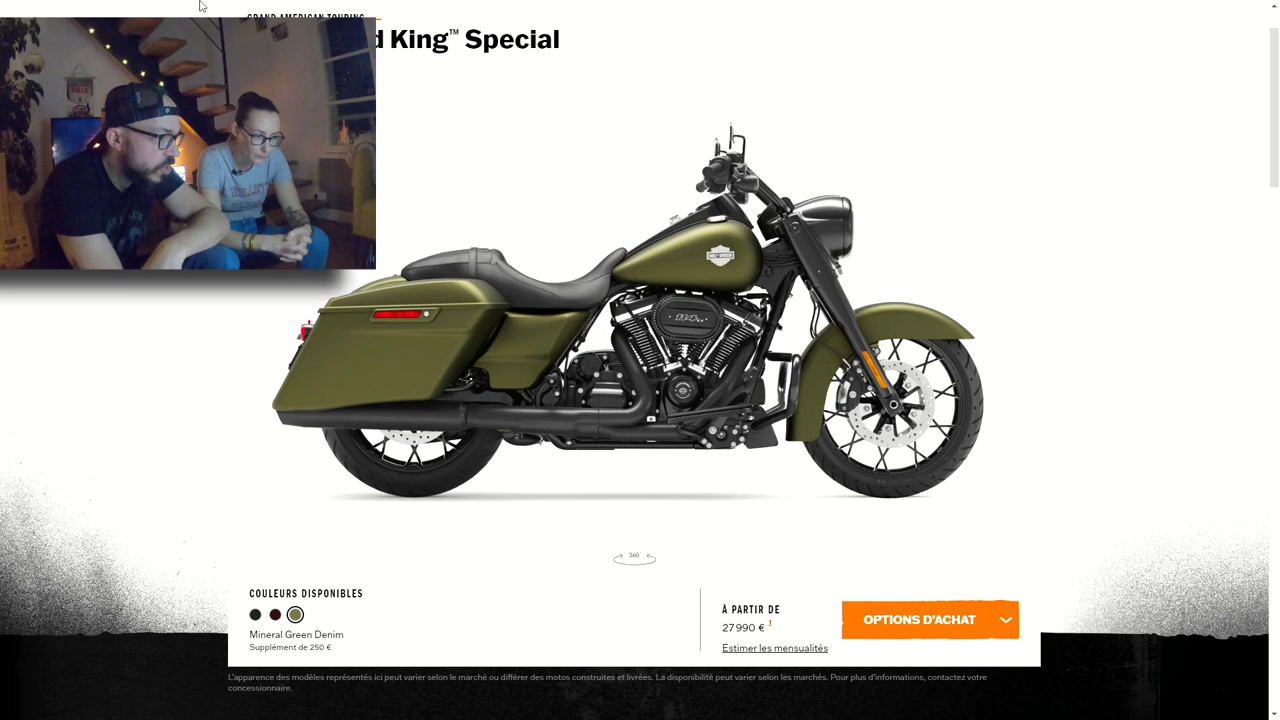 GRAND AMERICAN TOURING
d King™ Special
114
360°
COULEURS DISPONIBLES
Mineral Green Denim
Supplément de 250 €
À PARTIR DE
27 990 € 1
Estimer les mensualités
OPTIONS D'ACHAT
L'apparence des modèles représentés ici peut varier selon le marché ou différer des motos construites et livrées. La disponibilité peut varier selon les marchés. Pour plus d'informations, contactez votre
concessionnaire.